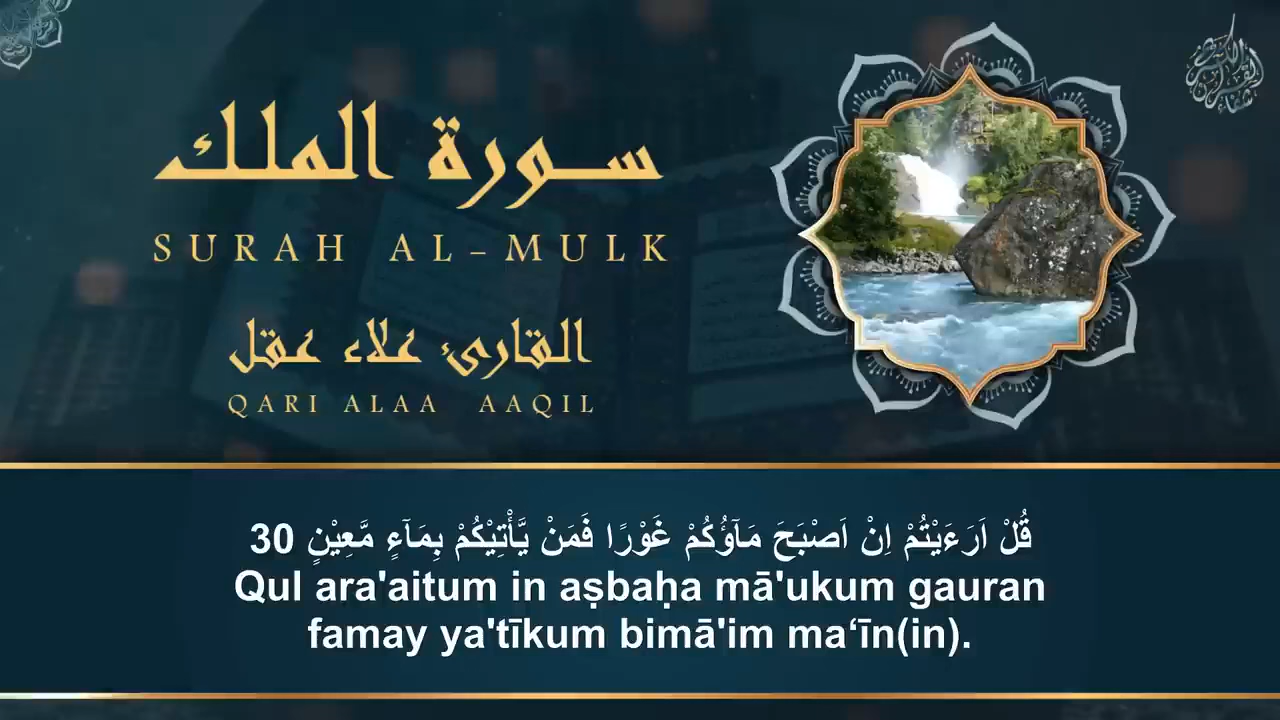 سورة الملك
SURAH AL-MULK
القارئ علاء عقل
QARI ALAA AAQIL
قُلْ اَرَءَيْتُمْ اِنْ اَصْبَحَ مَآؤُكُمْ غَوْرًا فَمَنْ يَّأْتِيْكُمْ بِمَآءٍ مَّعِيْنٍ 30
Qul ara'aitum in aṣbaḥa mā'ukum gauran
famay ya'tīkum bimā'im ma‘īn(in).